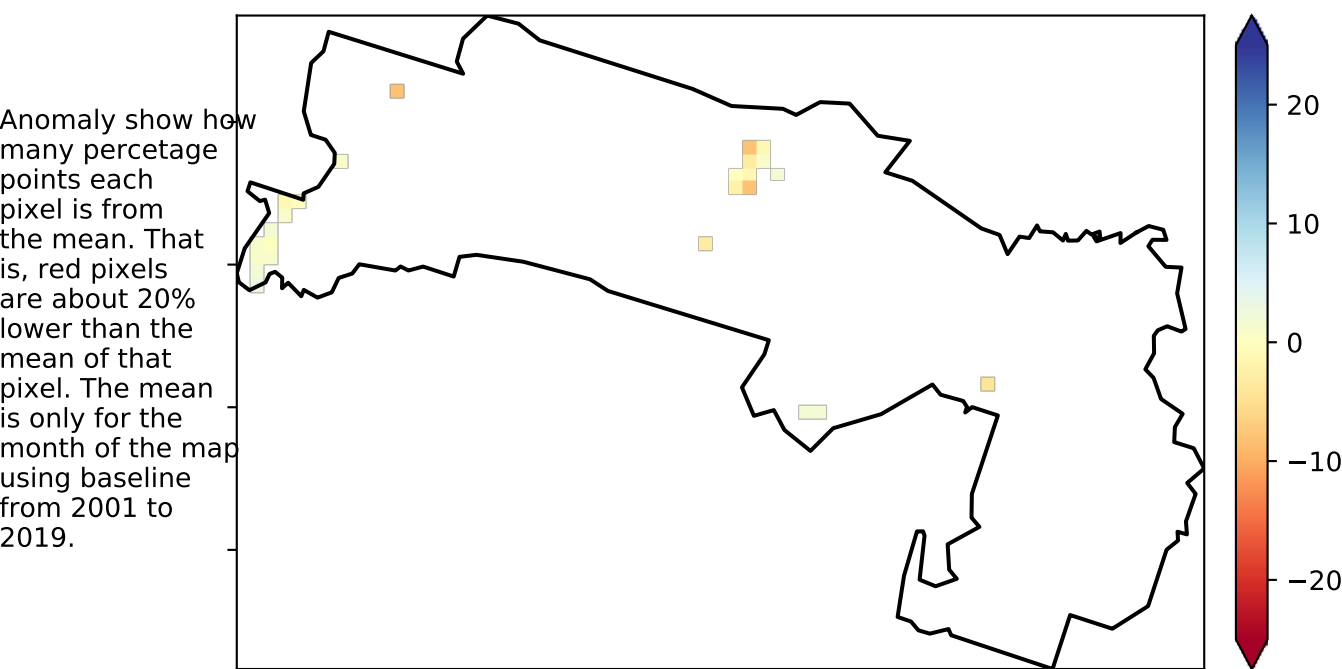 Anomaly show how
many percetage
points each
pixel is from
the mean. That
is, red pixels
are about 20%
lower than the
mean of that
pixel. The mean
is only for the
month of the map
using baseline
from 2001 to
2019.
20
10
0
−10
−20